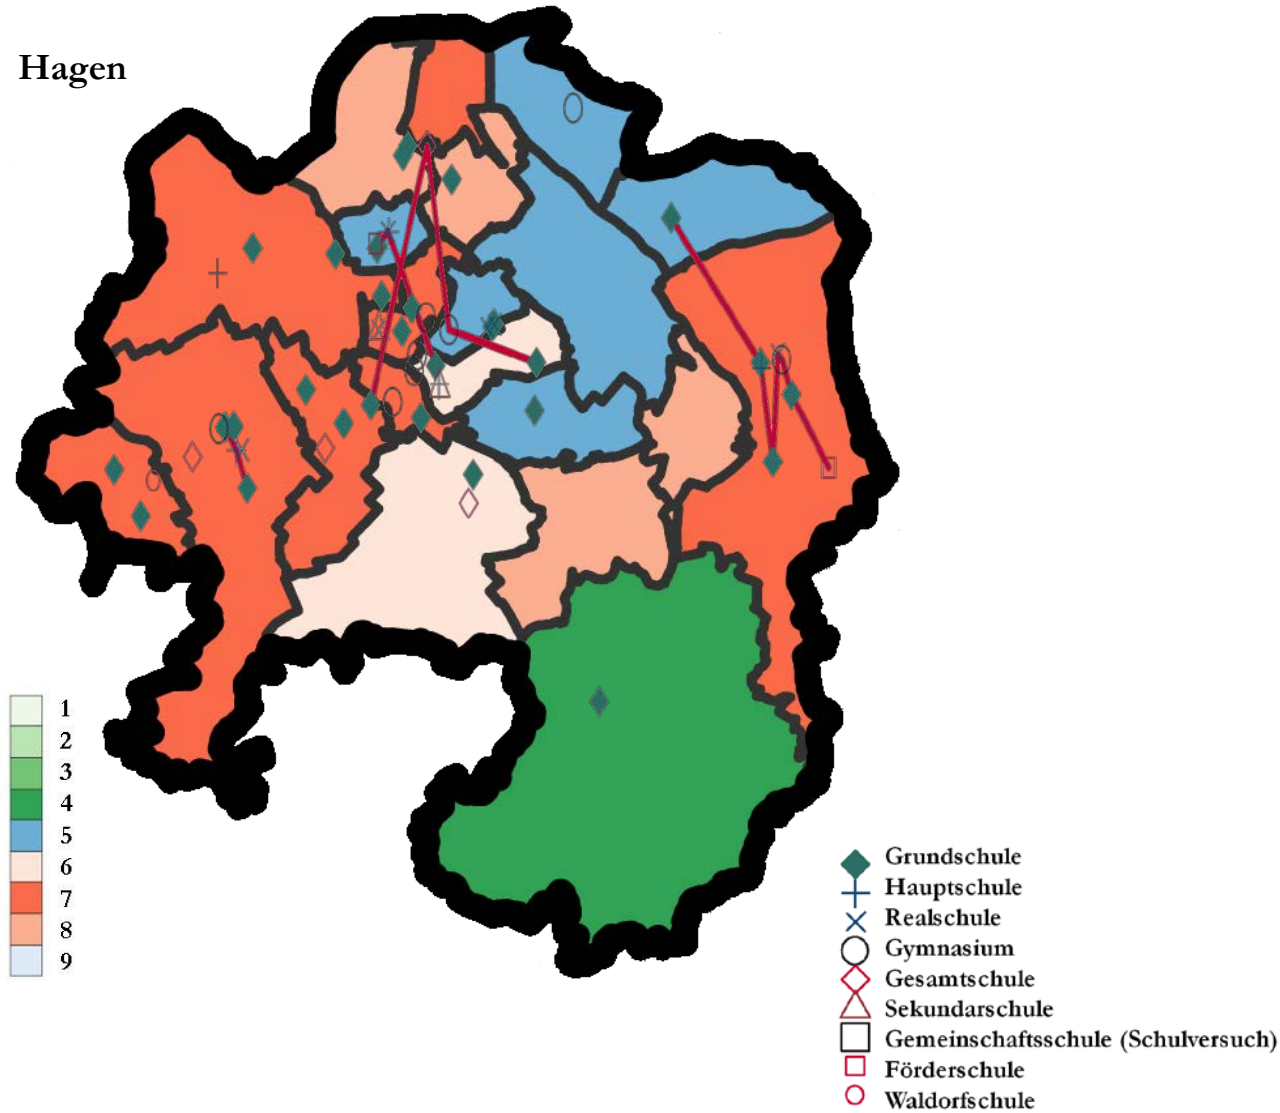 Hagen
1
2
3
4
5
6
7
8
9
Grundschule
Hauptschule
Realschule
Gymnasium
Gesamtschule
Sekundarschule
Gemeinschaftsschule (Schulversuch)
Förderschule
Waldorfschule